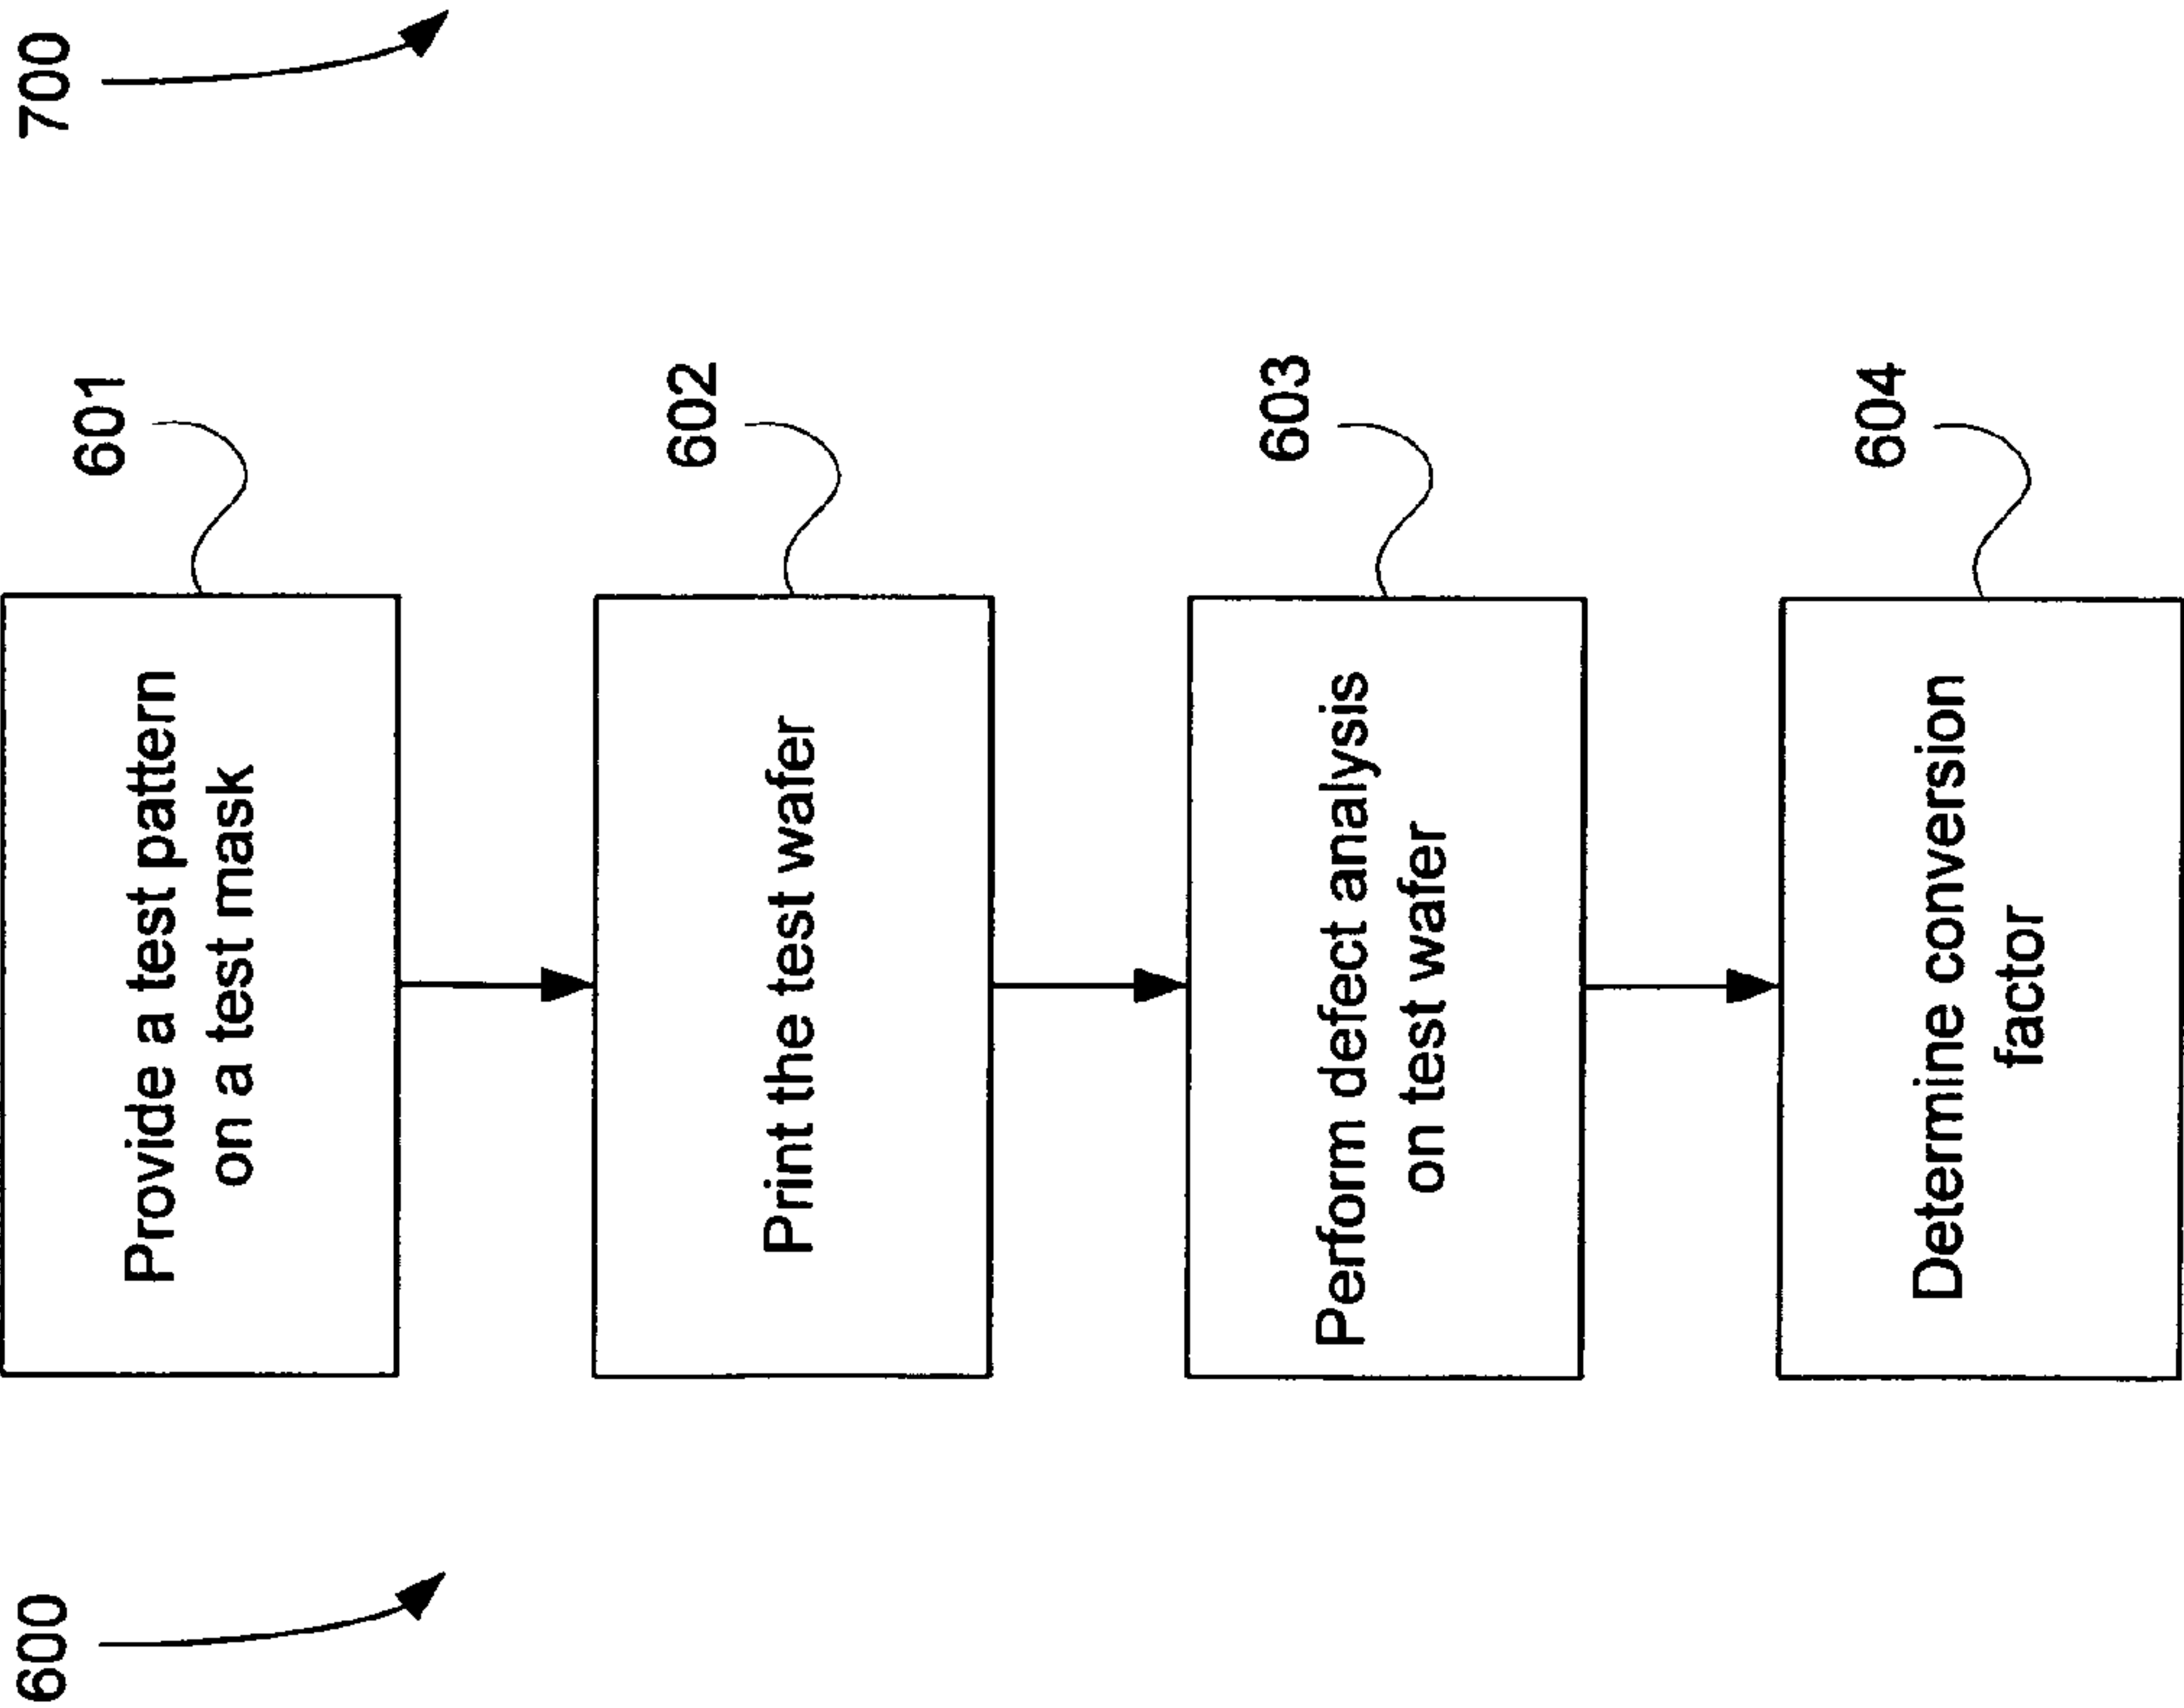 600
700
601
Provide a test pattern
on a test mask
602
Print the test wafer
603
Perform defect analysis
on test wafer
604
Determine conversion
factor